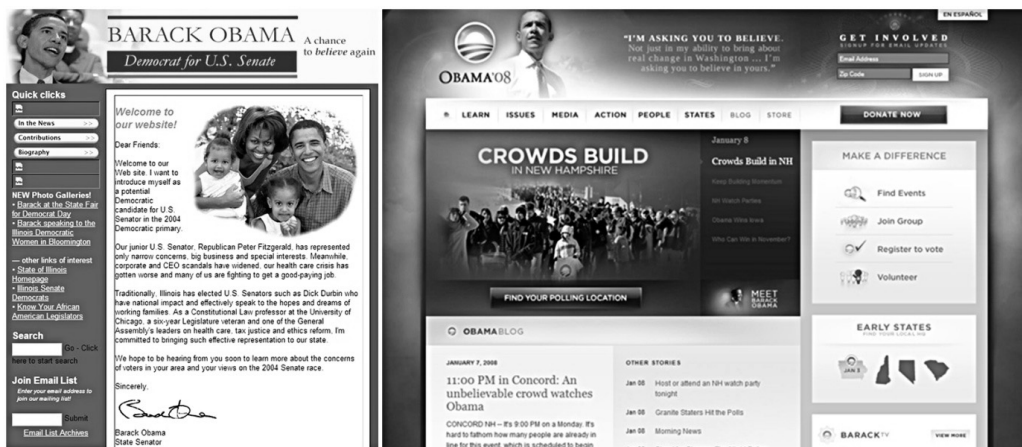 BARACK OBAMA
Democrat for U.S. Senate
A chance
to believe again
Quick clicks
In the News >>
Contributions >>
Biography >>
NEW Photo Galleries!
• Barack at the State Fair
for Democrat Day
• Barack speaking to the
Illinois Democratic
Women in Bloomington
— other links of interest
• State of Illinois
Homepage
• Illinois Senate
Democrats
• Know Your African
American Legislators
Search
Go - Click
here to start search
Join Email List
Enter your email address to
join our mailing list!
Submit
Email List Archives
Welcome to
our website!
Dear Friends:
Welcome to our
Web site. I want to
introduce myself as
a potential
Democratic
candidate for U.S.
Senator in the 2004
Democratic primary.
Our junior U.S. Senator, Republican Peter Fitzgerald, has represented
only narrow concerns, big business and special interests. Meanwhile,
corporate and CEO scandals have widened, our health care crisis has
gotten worse and many of us are fighting to get a good-paying job.
Traditionally, Illinois has elected U.S. Senators such as Dick Durbin who
have national impact and effectively speak to the hopes and dreams of
working families. As a Constitutional Law professor at the University of
Chicago, a six-year Legislature veteran and one of the General
Assembly's leaders on health care, tax justice and ethics reform, I'm
committed to bringing such effective representation to our state.
We hope to be hearing from you soon to learn more about the concerns
of voters in your area and your views on the 2004 Senate race.
Sincerely,
Barack Obama
State Senator
EN ESPAÑOL
OBAMA'08
"I'M ASKING YOU TO BELIEVE.
Not just in my ability to bring about
real change in Washington ... I'm
asking you to believe in yours."
GET INVOLVED
SIGNUP FOR EMAIL UPDATES
Email Address
Zip Code
SIGN UP
LEARN ISSUES MEDIA ACTION PEOPLE STATES BLOG STORE
DONATE NOW
CROWDS BUILD
IN NEW HAMPSHIRE
FIND YOUR POLLING LOCATION
January 8
Crowds Build in NH
Keep Building Momentum
NH Watch Parties
Obama Wins Iowa
Who Can Win in November?
MEET
BARACK
OBAMA
MAKE A DIFFERENCE
Find Events
Join Group
Register to vote
Volunteer
EARLY STATES
FIND YOUR LOCAL HQ
JAN 3
BARACKTV
VIEW MORE
OBAMABLOG
JANUARY 7, 2008
11:00 PM in Concord: An
unbelievable crowd watches
Obama
CONCORD NH -- It's 9:00 PM on a Monday. It's
hard to fathom how many people are already in
line for this event, which is scheduled to begin
OTHER STORIES
Jan 08 Host or attend an NH watch party
tonight
Jan 08 Granite Staters Hit the Polls
Jan 08 Morning News